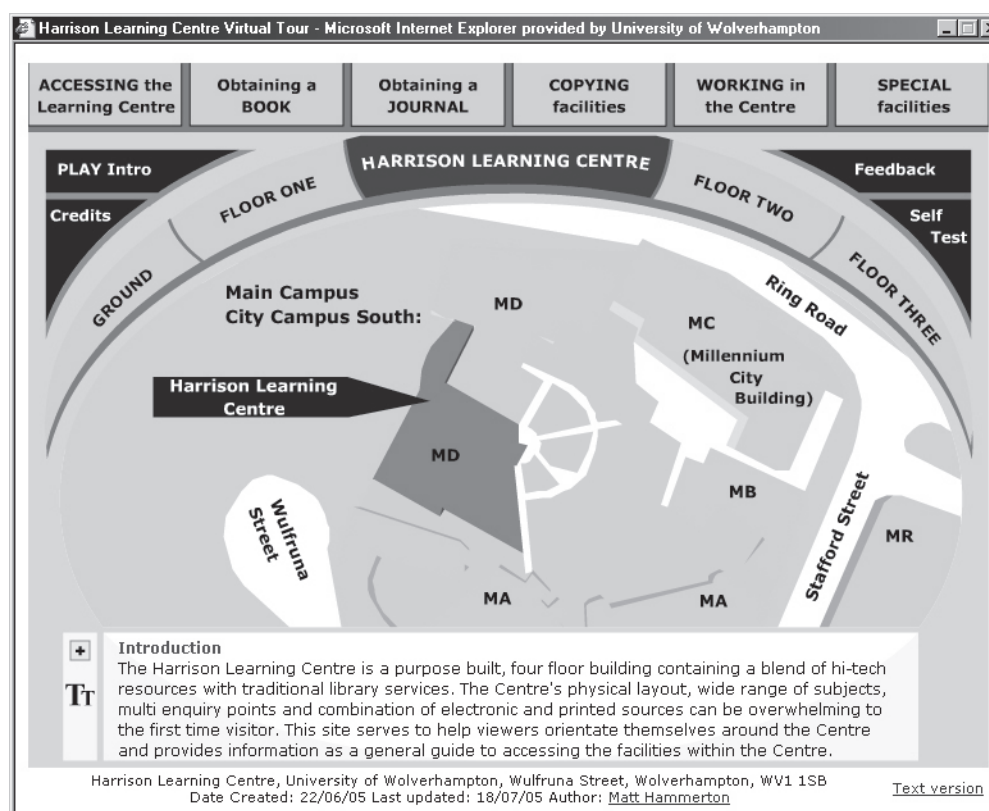 Harrison Learning Centre Virtual Tour - Microsoft Internet Explorer provided by University of Wolverhampton
ACCESSING the
Learning Centre
Obtaining a
BOOK
Obtaining a
JOURNAL
COPYING
facilities
WORKING in
the Centre
SPECIAL
facilities
PLAY Intro
Credits
GROUND
FLOOR ONE
HARRISON LEARNING CENTRE
FLOOR TWO
FLOOR THREE
Feedback
Self
Test
Main Campus
City Campus South:
MD
MC
(Millennium
City
Building)
Ring Road
Harrison Learning
Centre
MD
MB
Wulfruna
Street
Stafford Street
MR
MA
MA
+
TT
Introduction
The Harrison Learning Centre is a purpose built, four floor building containing a blend of hi-tech
resources with traditional library services. The Centre's physical layout, wide range of subjects,
multi enquiry points and combination of electronic and printed sources can be overwhelming to
the first time visitor. This site serves to help viewers orientate themselves around the Centre
and provides information as a general guide to accessing the facilities within the Centre.
Harrison Learning Centre, University of Wolverhampton, Wulfruna Street, Wolverhampton, WV1 1SB
Date Created: 22/06/05 Last updated: 18/07/05 Author: Matt Hammerton
Text version